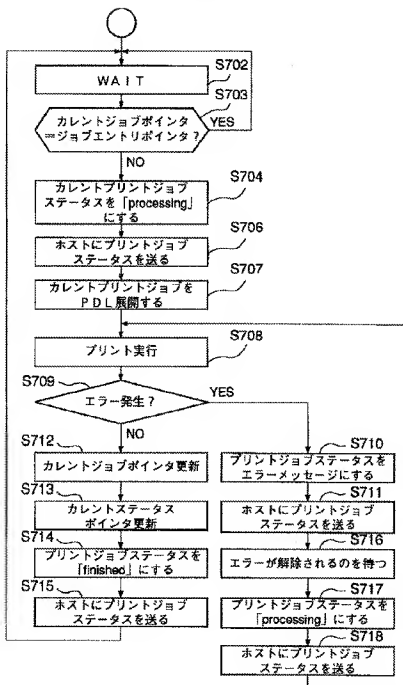 S702
WAIT
S703
カレントジョブポインタ
=ジョブエントリポインタ?
YES
NO
S704
カレントプリントジョブ
ステータスを「processing」
にする
S706
ホストにプリントジョブ
ステータスを送る
S707
カレントプリントジョブを
PDL展開する
S708
プリント実行
S709
エラー発生?
YES
NO
S712
カレントジョブポインタ更新
S713
カレントステータス
ポインタ更新
S714
プリントジョブステータスを
「finished」にする
S715
ホストにプリントジョブ
ステータスを送る
S710
プリントジョブステータスを
エラーメッセージにする
S711
ホストにプリントジョブ
ステータスを送る
S716
エラーが解除されるのを待つ
S717
プリントジョブステータスを
「processing」にする
S718
ホストにプリントジョブ
ステータスを送る